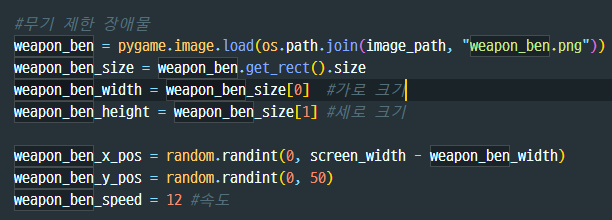 #무기 제한 장애물
weapon_ben = pygame.image.load(os.path.join(image_path, "weapon_ben.png"))
weapon_ben_size = weapon_ben.get_rect().size
weapon_ben_width = weapon_ben_size[0]  #가로 크기
weapon_ben_height = weapon_ben_size[1] #세로 크기
weapon_ben_x_pos = random.randint(0, screen_width - weapon_ben_width)
weapon_ben_y_pos = random.randint(0, 50)
weapon_ben_speed = 12 #속도